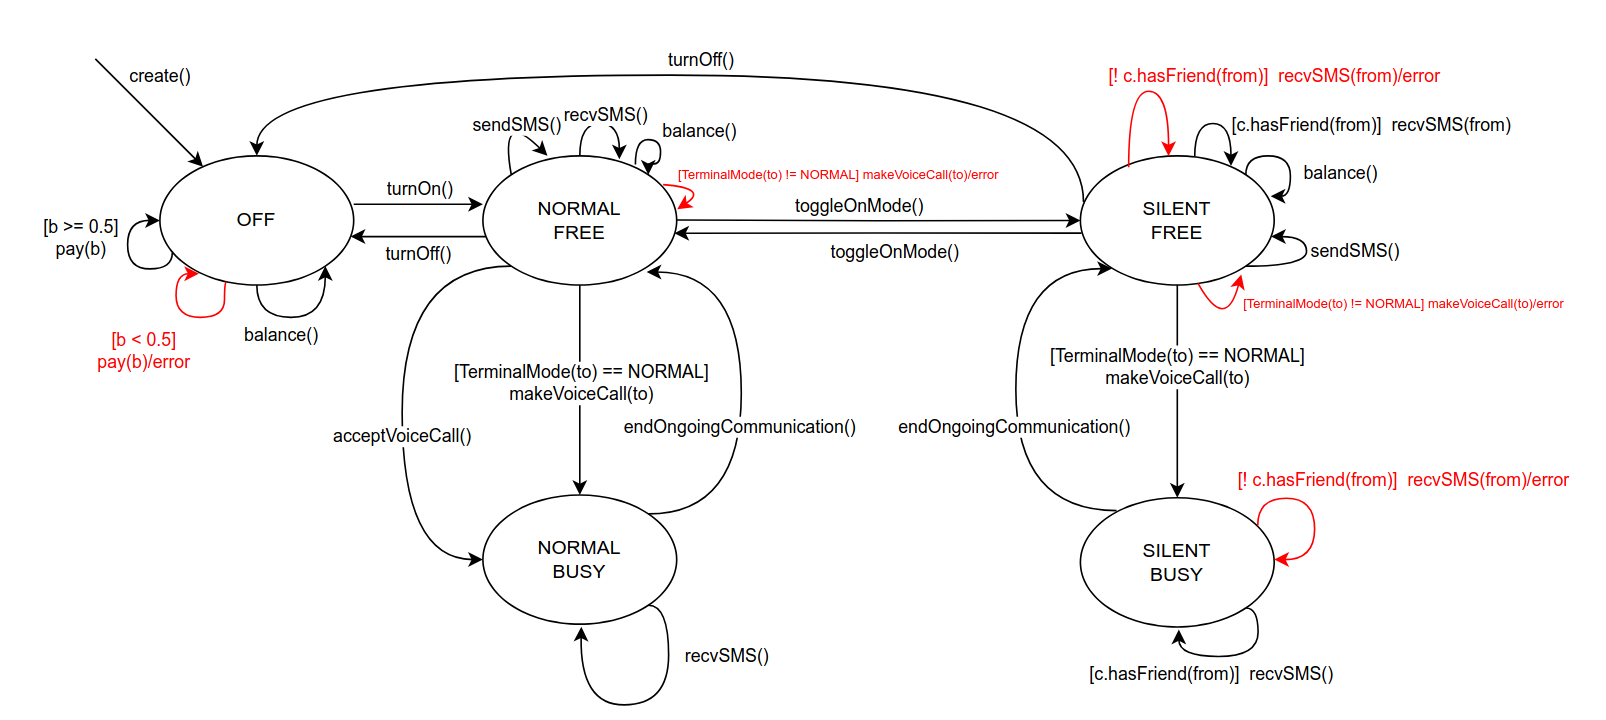 turnOff()
create()
[! c.hasFriend(from)]  recvSMS(from)/error
sendSMS()
recvSMS()
balance()
[c.hasFriend(from)]  recvSMS(from)
[TerminalMode(to) != NORMAL] makeVoiceCall(to)/error
balance()
turnOn()
toggleOnMode()
OFF
NORMAL
FREE
SILENT
FREE
[b >= 0.5]
pay(b)
turnOff()
toggleOnMode()
sendSMS()
[TerminalMode(to) != NORMAL] makeVoiceCall(to)/error
balance()
[b < 0.5]
pay(b)/error
[TerminalMode(to) == NORMAL]
makeVoiceCall(to)
[TerminalMode(to) == NORMAL]
makeVoiceCall(to)
acceptVoiceCall()
endOngoingCommunication()
endOngoingCommunication()
[! c.hasFriend(from)]  recvSMS(from)/error
NORMAL
BUSY
SILENT
BUSY
recvSMS()
[c.hasFriend(from)]  recvSMS()